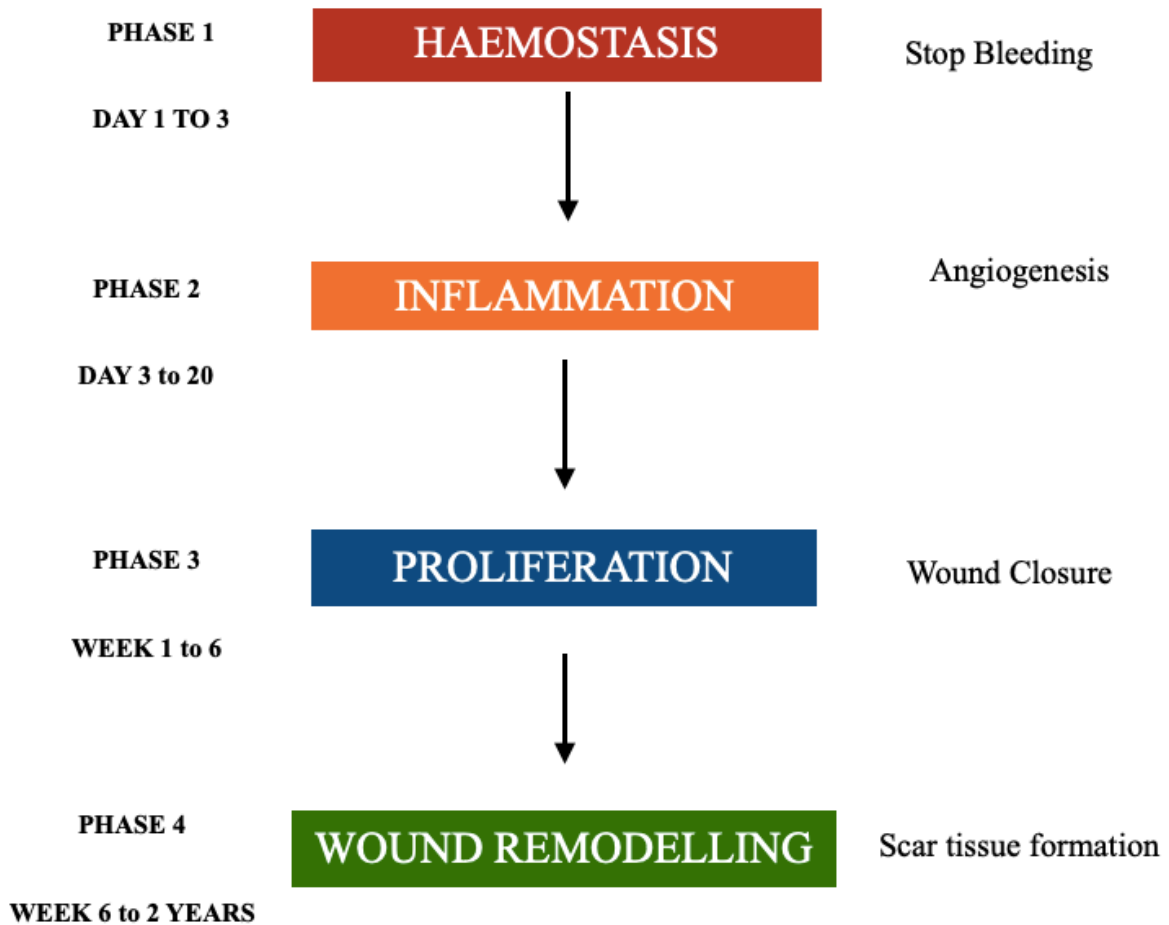 PHASE 1
HAEMOSTASIS
Stop Bleeding
DAY 1 TO 3
PHASE 2
INFLAMMATION
Angiogenesis
DAY 3 to 20
PHASE 3
PROLIFERATION
Wound Closure
WEEK 1 to 6
PHASE 4
WOUND REMODELLING
Scar tissue formation
WEEK 6 to 2 YEARS